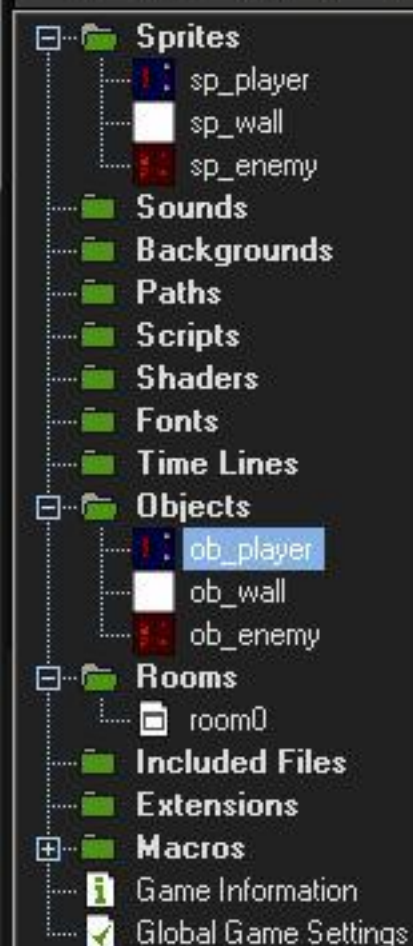 Sprites
sp_player
sp_wall
sp_enemy
Sounds
Backgrounds
Paths
Scripts
Shaders
Fonts
Time Lines
Objects
ob_player
ob_wall
ob_enemy
Rooms
room0
Included Files
Extensions
Macros
Game Information
Global Game Settings